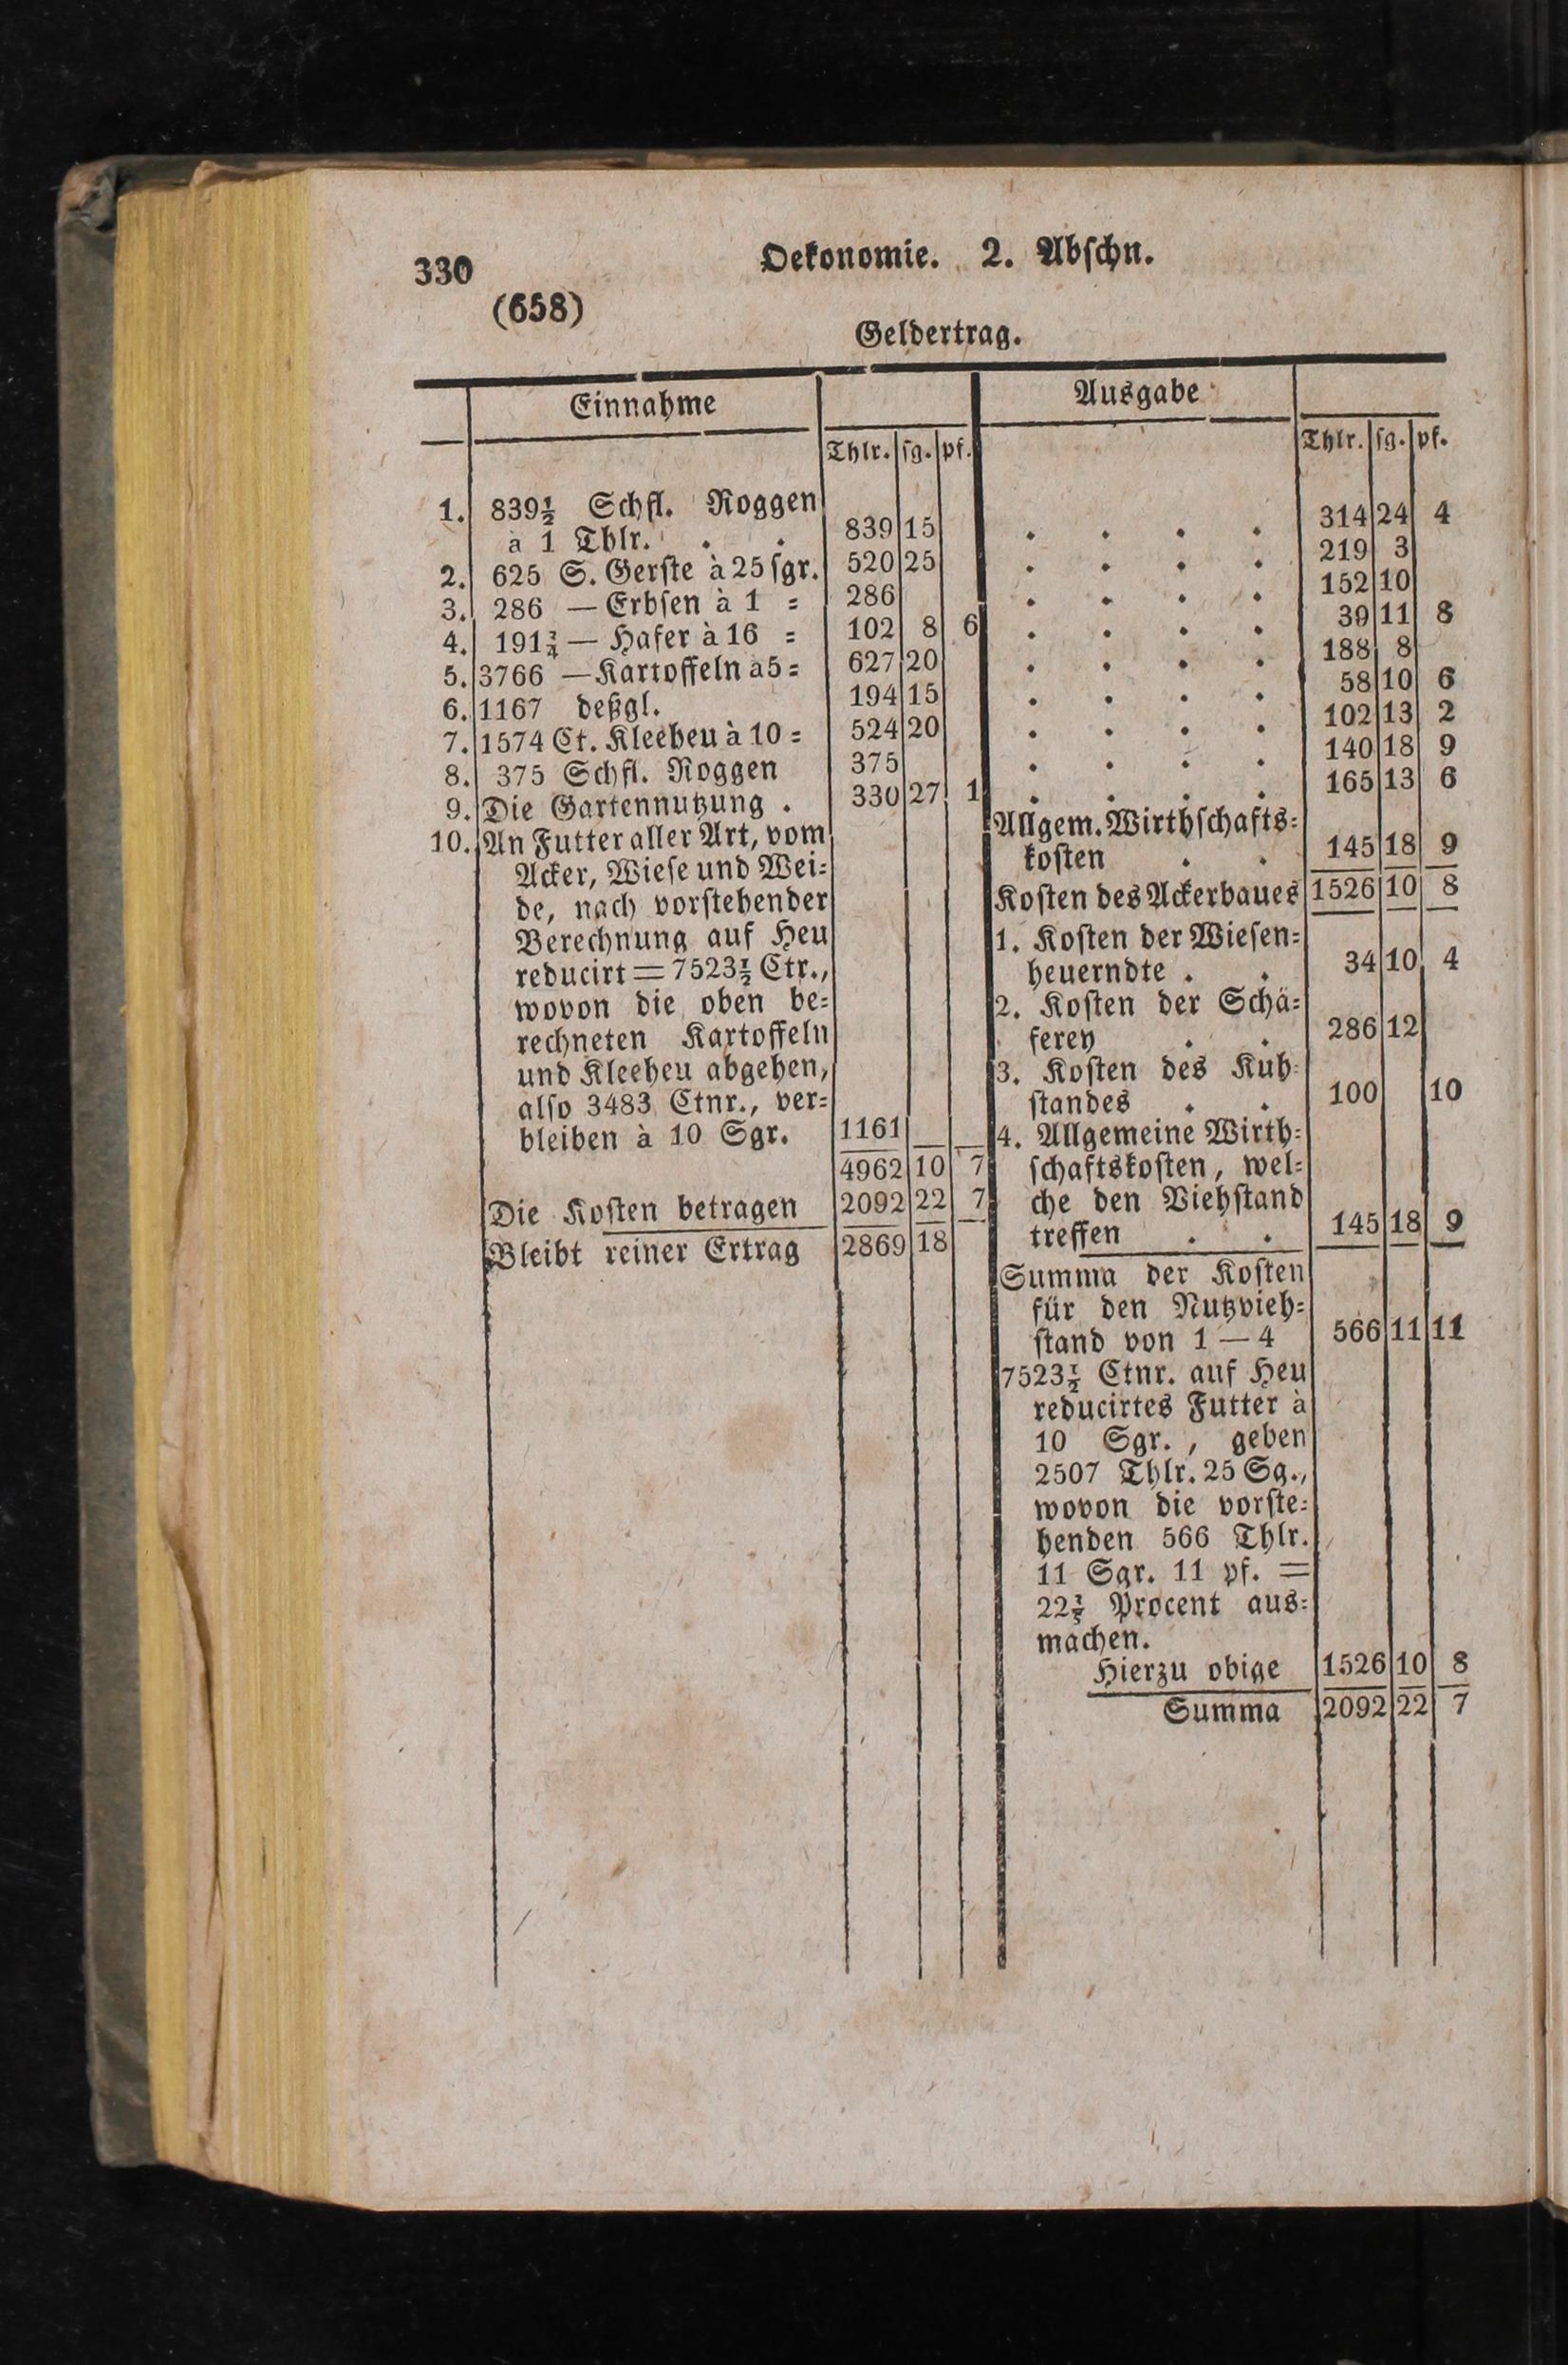 330 Oekonomie. 2. Abſchn.
(658)
Geldertrag.
Einnahme
Thlr. ſg. pf.
1. 839½ Schfl. Roggen
à 1 Thlr. . . 839 15
2. 625 S. Gerſte à 25 ſgr. 520 25
3. 286 — Erbſen à 1 = 286
4. 191¾ — Hafer à 16 = 102 8 6
5. 3766 — Kartoffeln à 5 = 627 20
6. 1167 deßgl. 194 15
7. 1574 Ct. Kleeheu à 10 = 524 20
8. 375 Schfl. Roggen 375
9. Die Gartennutzung . 330 27 1
10. An Futter aller Art, vom
Acker, Wieſe und Wei=
de, nach vorſtehender
Berechnung auf Heu
reducirt = 7523½ Ctr.,
wovon die oben be=
rechneten Kartoffeln
und Kleeheu abgehen,
alſo 3483 Ctnr., ver=
bleiben à 10 Sgr. 1161 — —
4962 10 7
Die Koſten betragen 2092 22 7
Bleibt reiner Ertrag 2869 18
Ausgabe
Thlr. ſg. pf.
. . . . 314 24 4
. . . . 219 3
. . . . 152 10
. . . . 39 11 8
. . . . 188 8
. . . . 58 10 6
. . . . 102 13 2
. . . . 140 18 9
. . . . 165 13 6
Allgem. Wirthſchafts=
koſten . . 145 18 9
Koſten des Ackerbaues 1526 10 8
1. Koſten der Wieſen=
heuerndte . . 34 10 4
2. Koſten der Schä=
ferey . . 286 12
3. Koſten des Kuh=
ſtandes . . 100 10
4. Allgemeine Wirth=
ſchaftskoſten, wel=
che den Viehſtand
treffen . . 145 18 9
Summa der Koſten
für den Nutzvieh=
ſtand von 1 — 4 566 11 11
7523½ Ctnr. auf Heu
reducirtes Futter à
10 Sgr., geben
2507 Thlr. 25 Sg.,
wovon die vorſte=
henden 566 Thlr.
11 Sgr. 11 pf. =
Procent aus=
machen.
Hierzu obige 1526 10 8
Summa 2092 22 7